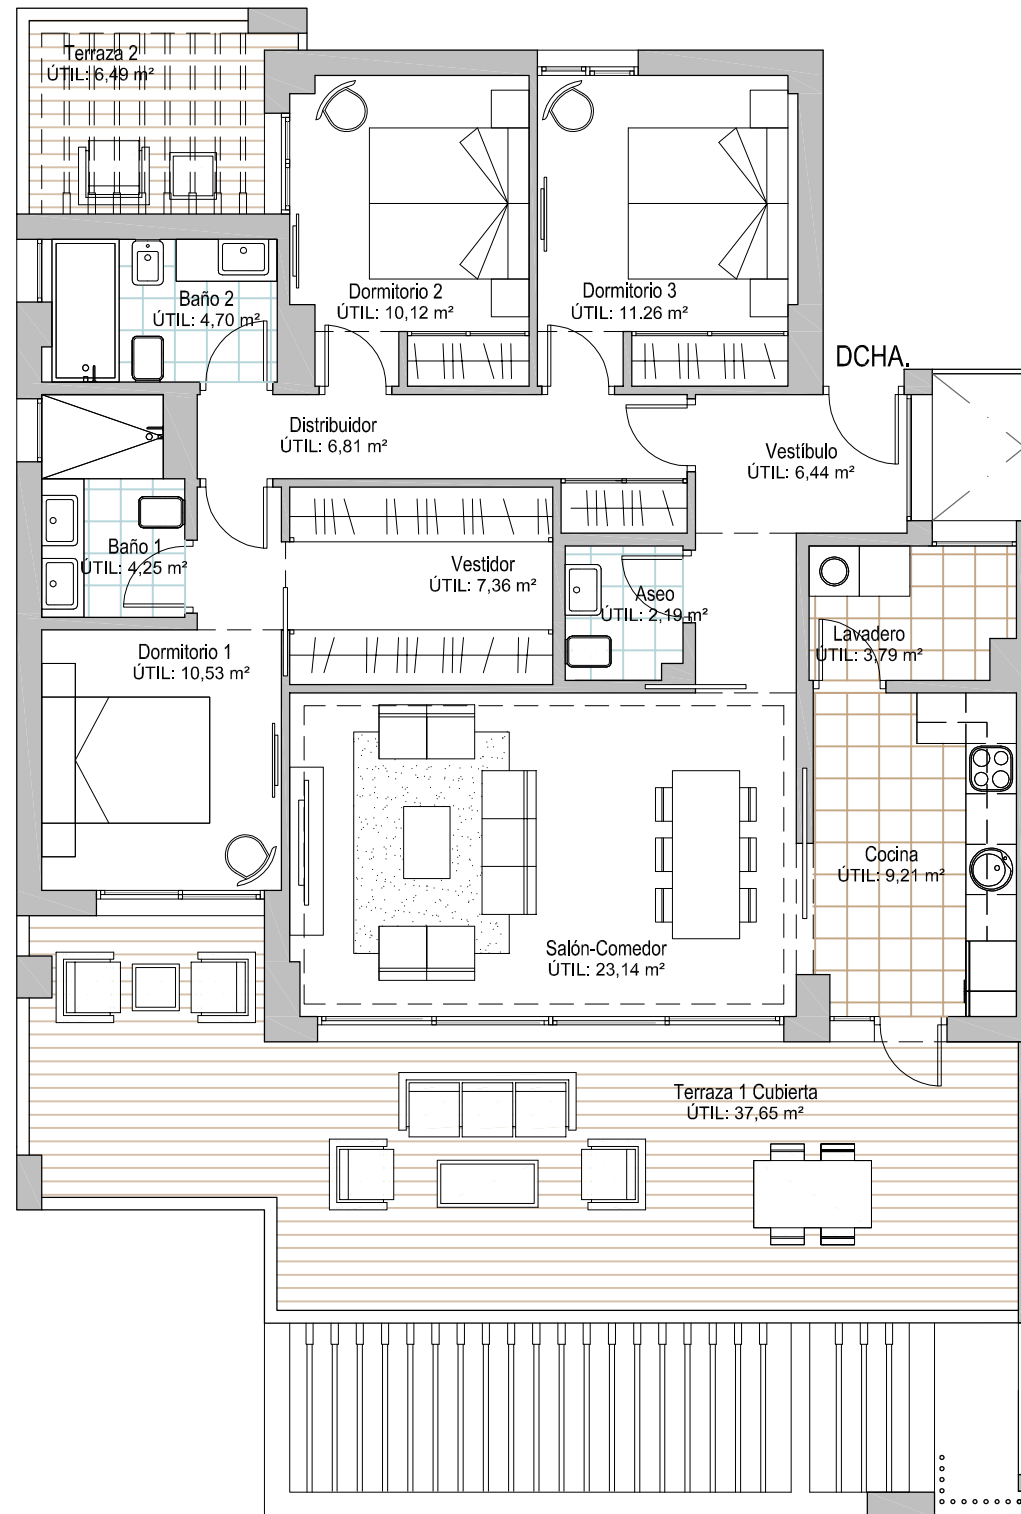 Terraza 2
ÚTIL: 6,49 m²
Dormitorio 2
ÚTIL: 10,12 m²
Dormitorio 3
ÚTIL: 11.26 m²
Baño 2
ÚTIL: 4,70 m²
DCHA.
Distribuidor
ÚTIL: 6,81 m²
Vestíbulo
ÚTIL: 6,44 m²
Baño 1
ÚTIL: 4,25 m²
Vestidor
ÚTIL: 7,36 m²
Aseo
ÚTIL: 2,19 m²
Lavadero
ÚTIL: 3,79 m²
Dormitorio 1
ÚTIL: 10,53 m²
Cocina
ÚTIL: 9,21 m²
Salón-Comedor
ÚTIL: 23,14 m²
Terraza 1 Cubierta
ÚTIL: 37,65 m²